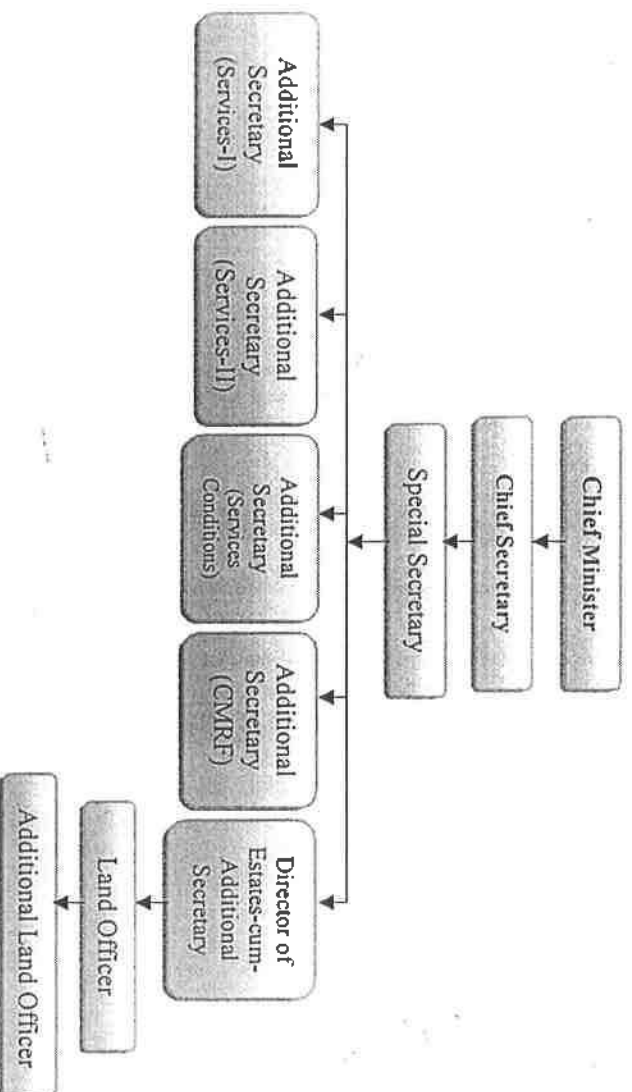 Chief Minister
Chief Secretary
Special Secretary
Additional
Secretary
(Services-I)
Additional
Secretary
(Services-II)
Additional
Secretary
(Services
Conditions)
Additional
Secretary
(CMRF)
Director of
Estates-cum-
Additional
Secretary
Land Officer
Additional Land Officer